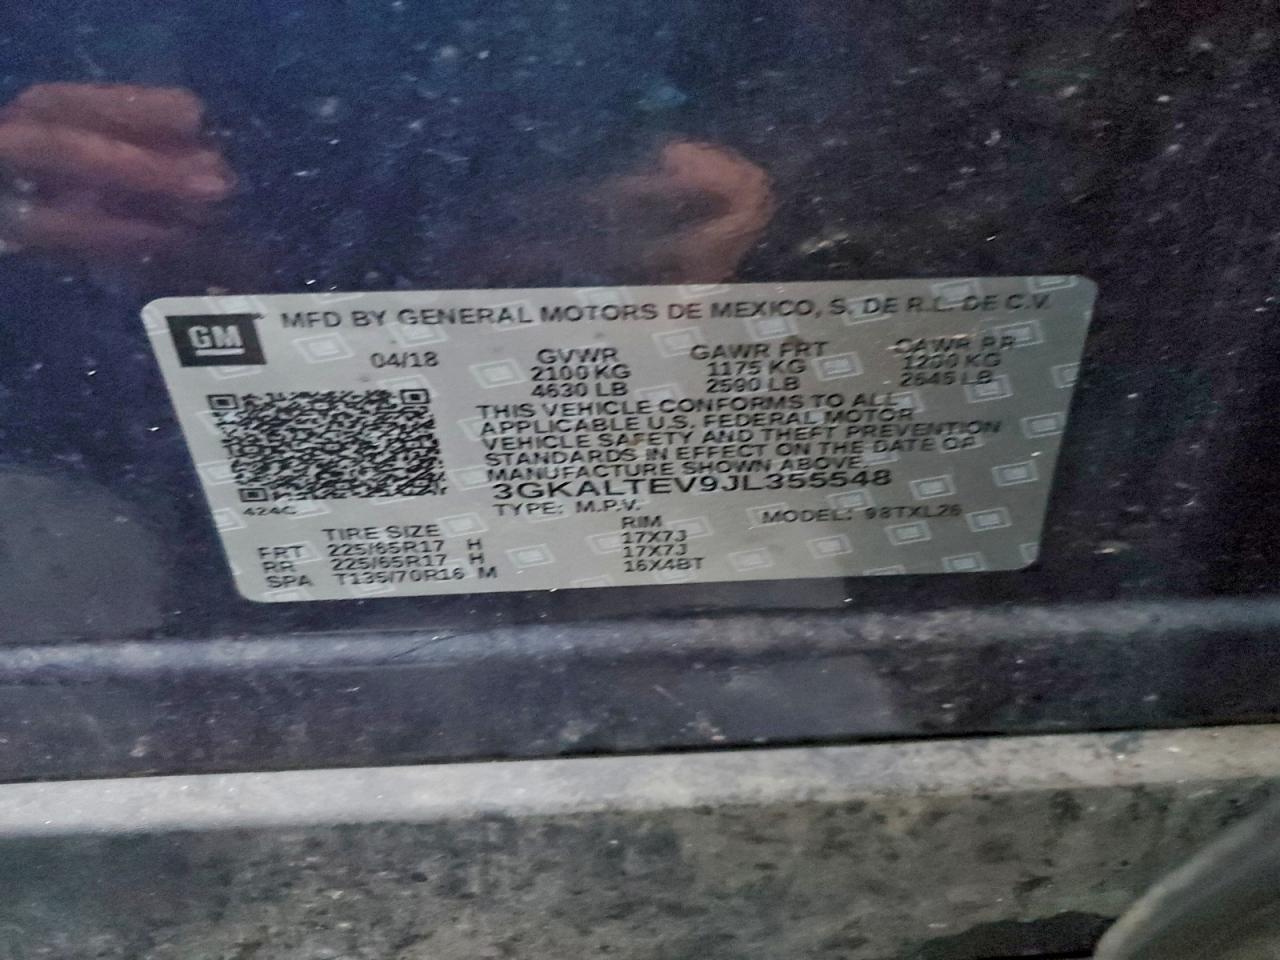 GM MFD BY GENERAL MOTORS DE MEXICO, S. DE R.L. DE C.V.
04/18 GVWR GAWR FRT GAWR RR
2100 KG 1175 KG 1200 KG
4630 LB 2590 LB 2645 LB
THIS VEHICLE CONFORMS TO ALL
APPLICABLE U.S. FEDERAL MOTOR
VEHICLE SAFETY AND THEFT PREVENTION
STANDARDS IN EFFECT ON THE DATE OF
MANUFACTURE SHOWN ABOVE.
3GKALTEV9JL355548
424C TYPE: M.P.V. MODEL: 98TXL26
TIRE SIZE RIM
FRT 225/65R17 H 17X7J
RR 225/65R17 H 17X7J
SPA T135/70R16 M 16X4BT